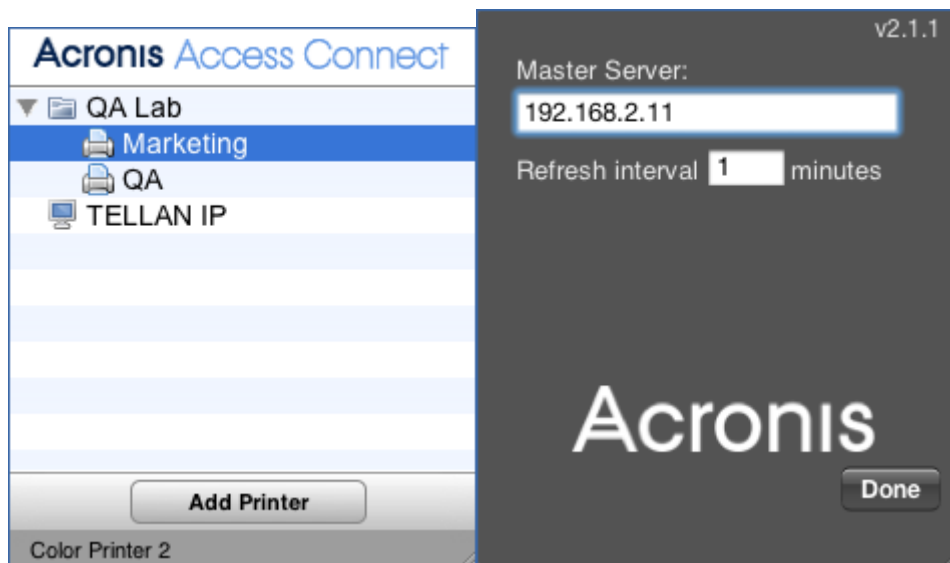 Acronis Access Connect
QA Lab
Marketing
QA
TELLAN IP
Add Printer
Color Printer 2
v2.1.1
Master Server:
192.168.2.11
Refresh interval 1 minutes
Acronis
Done